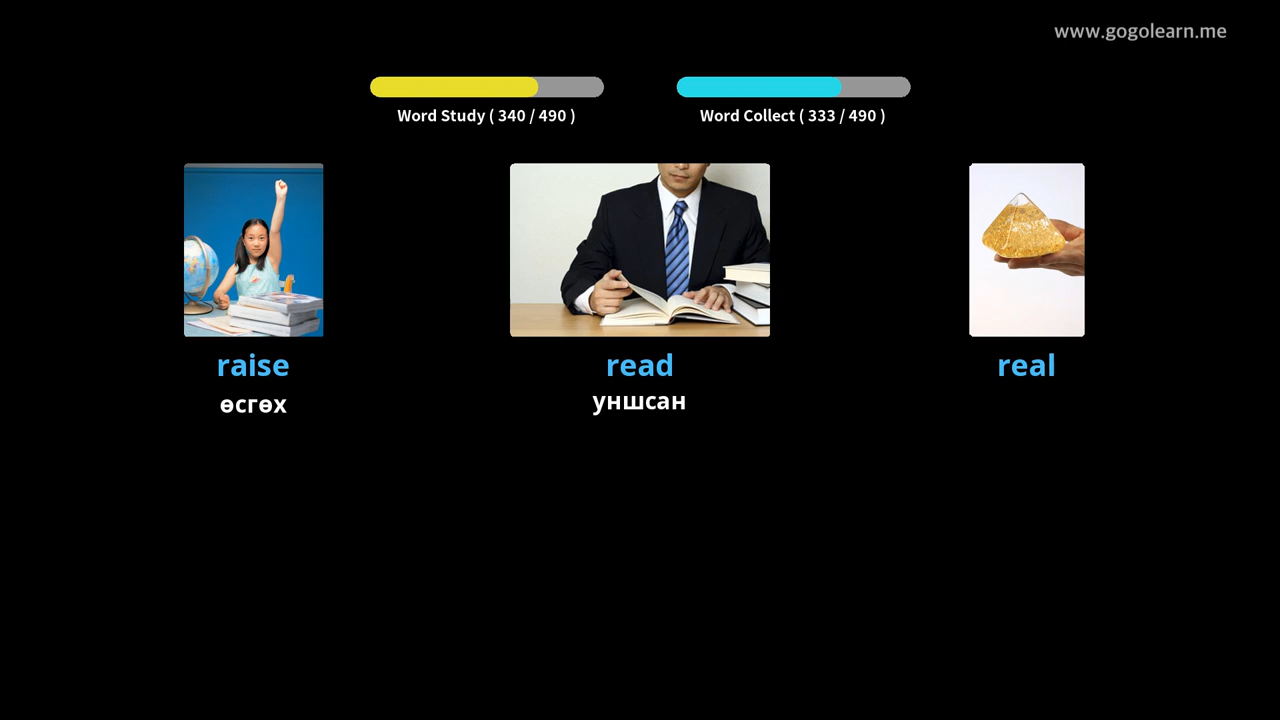 www.gogolearn.me
Word Study ( 340 / 490 )
Word Collect ( 333 / 490 )
raise
read
real
өсгөх
уншсан